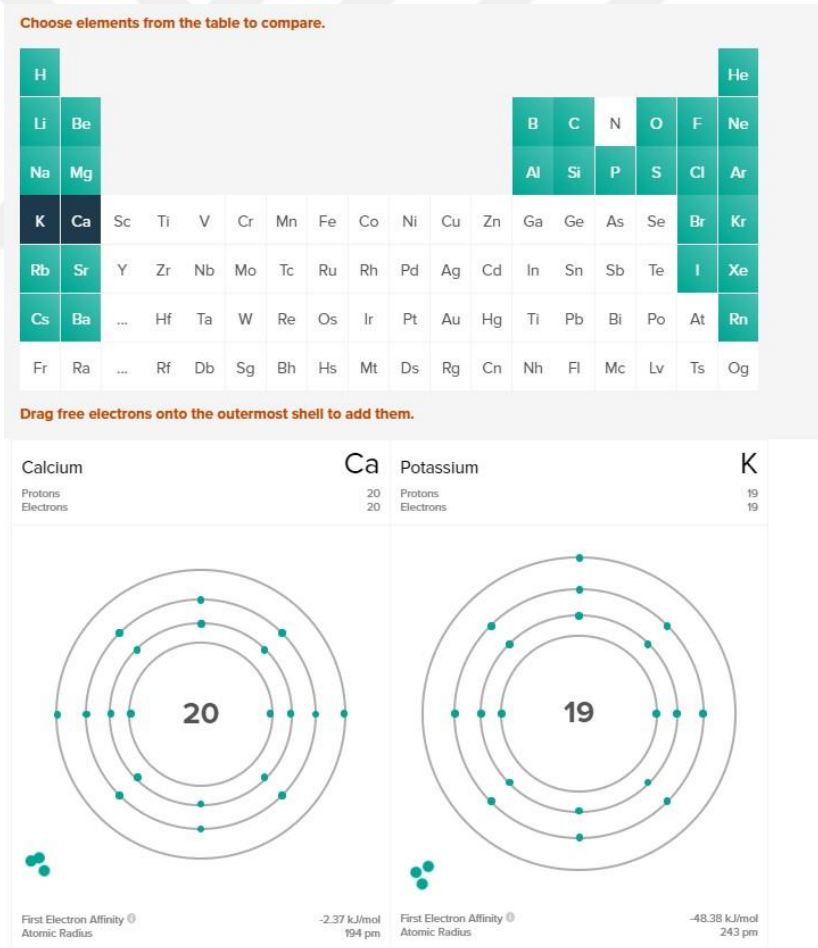 Choose elements from the table to compare.
H He
Li Be B C N O F Ne
Na Mg Al Si P S Cl Ar
K Ca Sc Ti V Cr Mn Fe Co Ni Cu Zn Ga Ge As Se Br Kr
Rb Sr Y Zr Nb Mo Tc Ru Rh Pd Ag Cd In Sn Sb Te I Xe
Cs Ba ... Hf Ta W Re Os Ir Pt Au Hg Ti Pb Bi Po At Rn
Fr Ra ... Rf Db Sg Bh Hs Mt Ds Rg Cn Nh Fl Mc Lv Ts Og
Drag free electrons onto the outermost shell to add them.
Calcium Ca
Protons 20
Electrons 20
20
First Electron Affinity -2.37 kJ/mol
Atomic Radius 194 pm
Potassium K
Protons 19
Electrons 19
19
First Electron Affinity -48.38 kJ/mol
Atomic Radius 243 pm